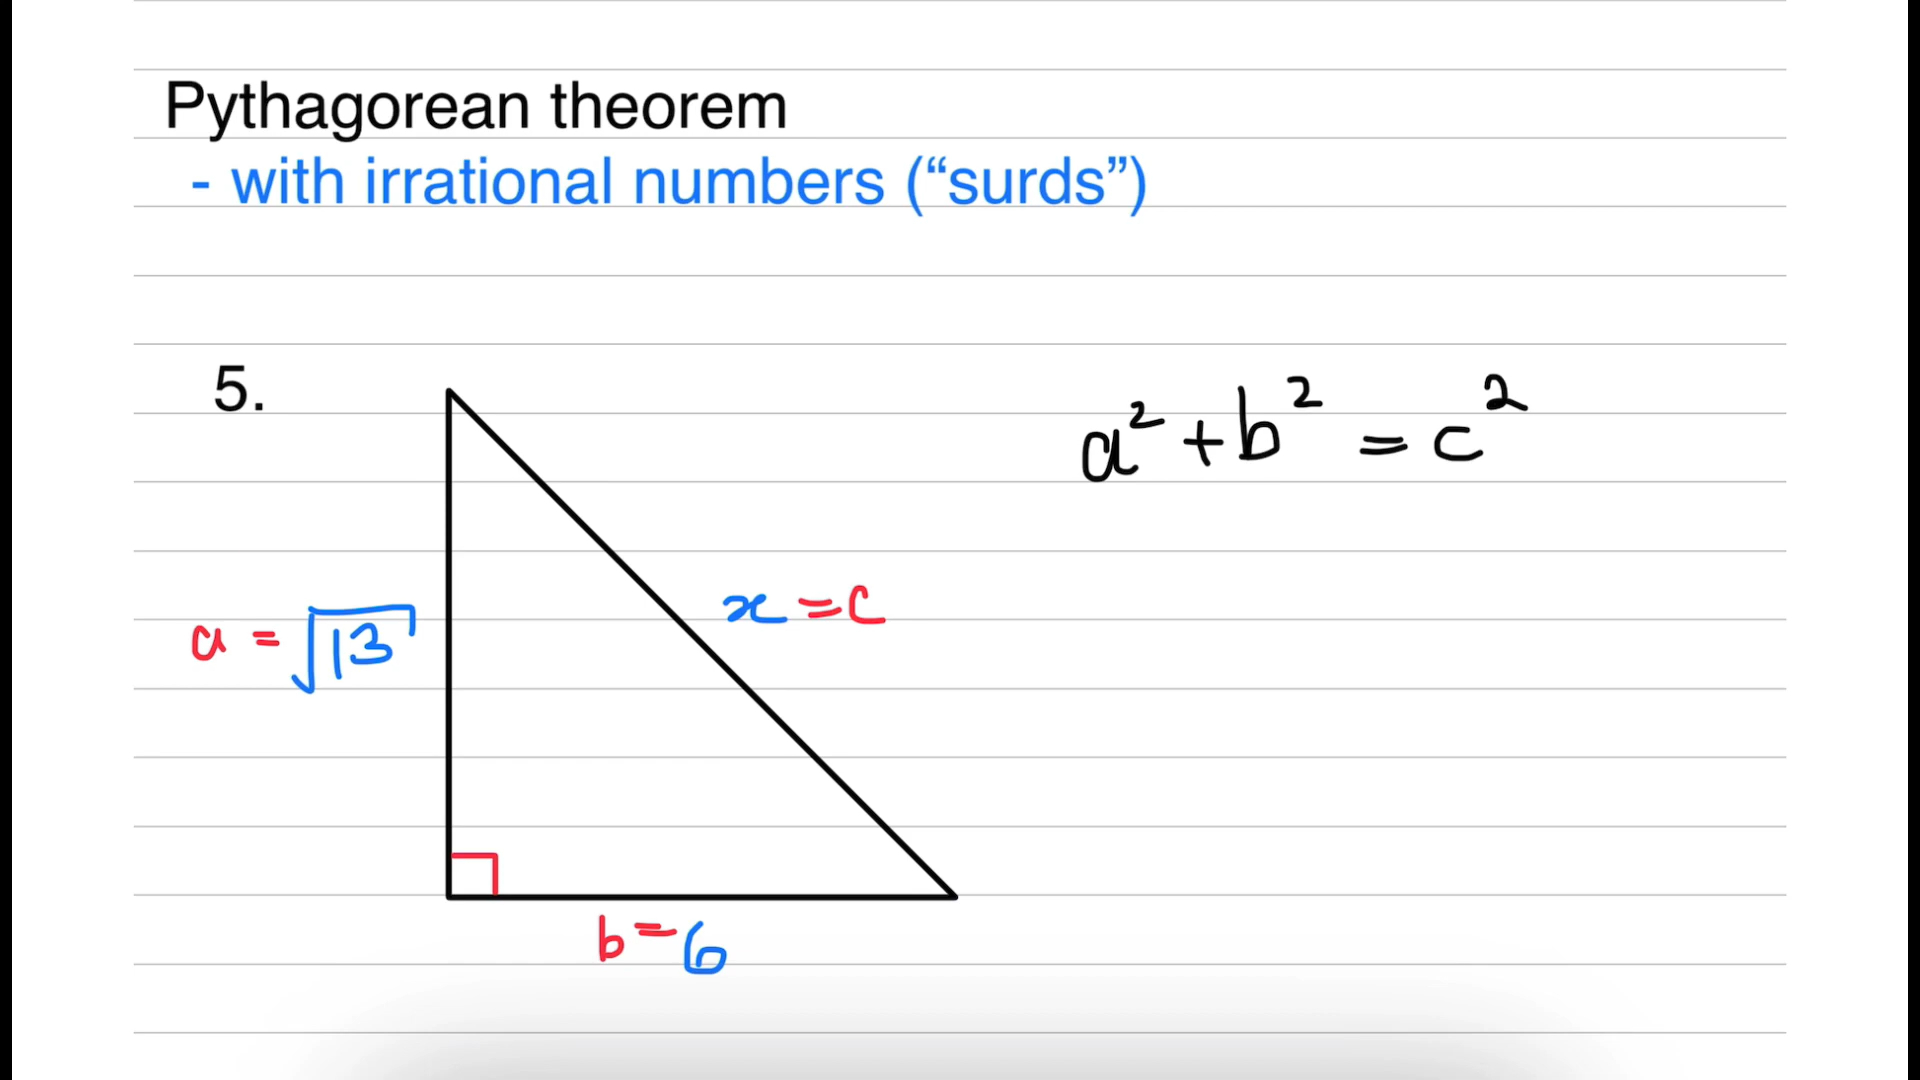 Pythagorean theorem
- with irrational numbers (“surds”)
5.
a² + b² = c²
x = c
a = √13
b = 6